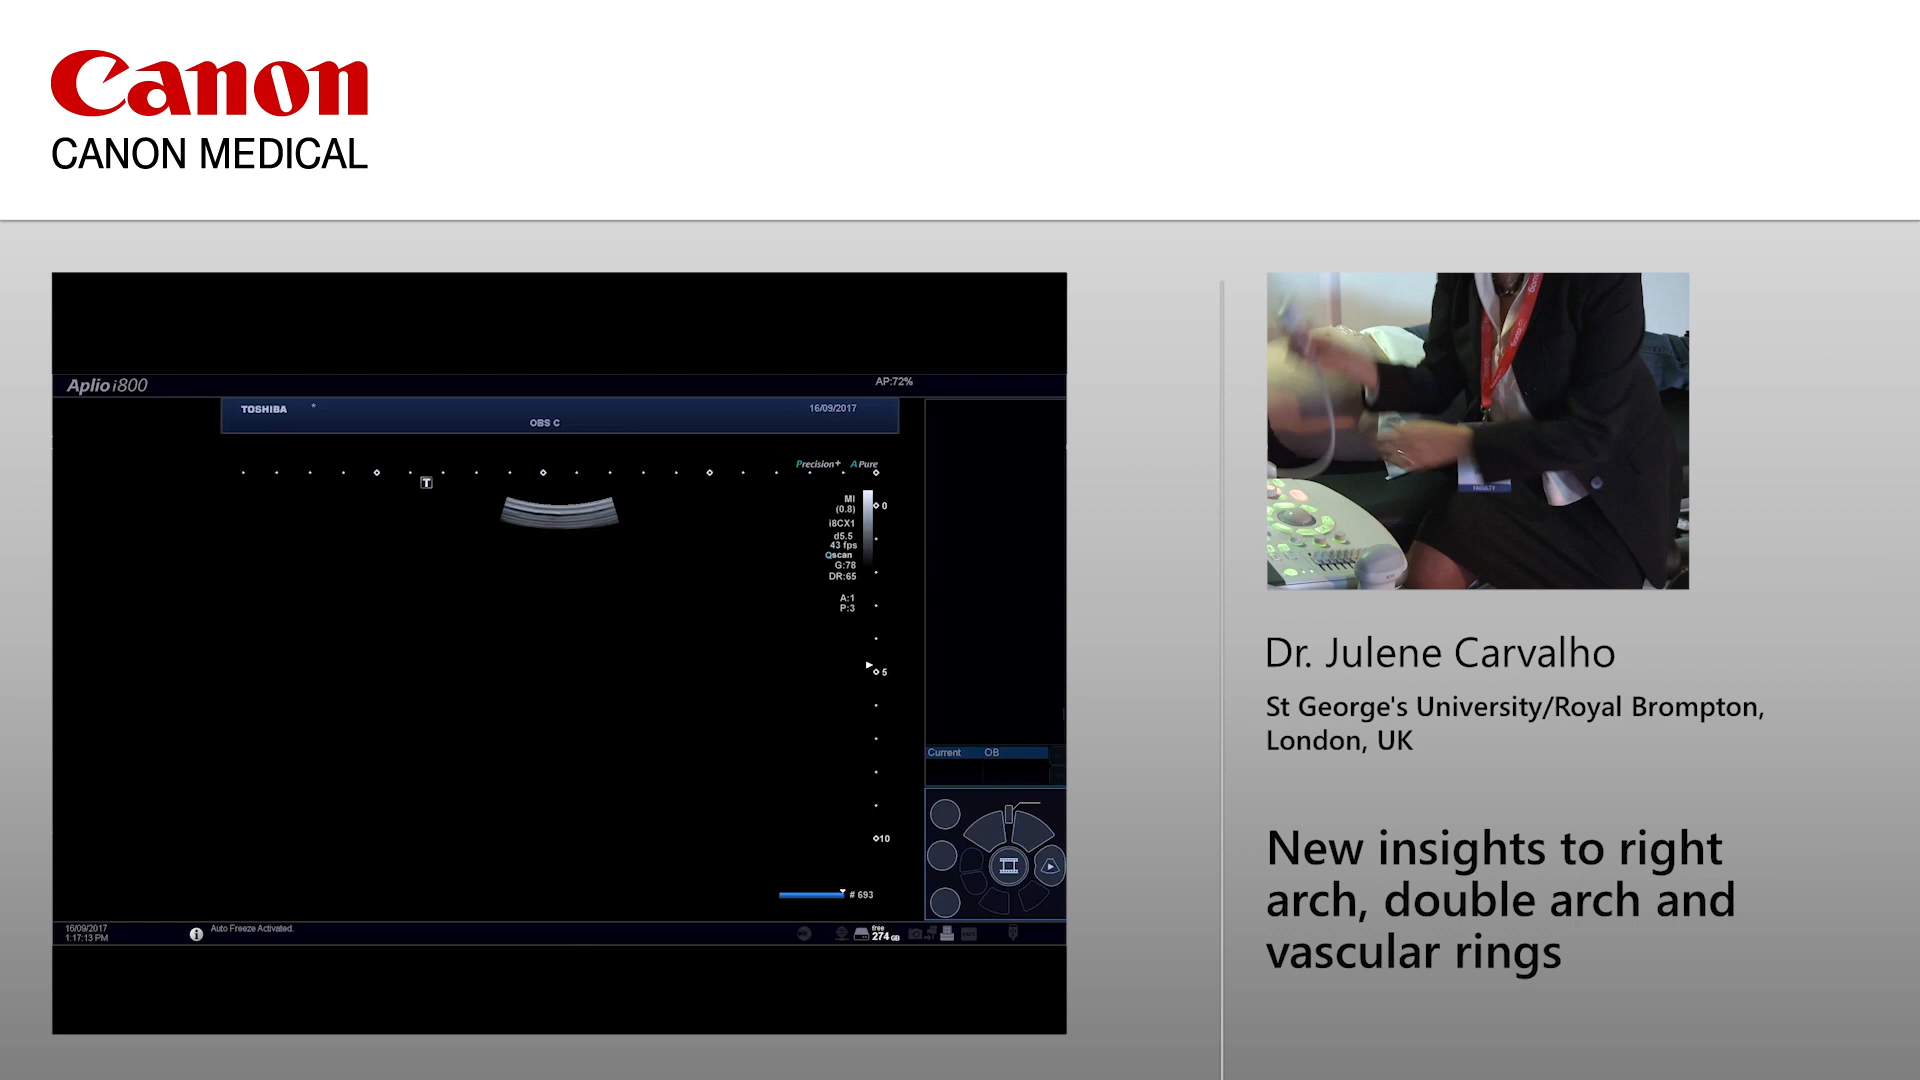 Canon
CANON MEDICAL
Aplio i800
AP:72%
TOSHIBA
*
16/09/2017
OBS C
Precision+ APure
T
MI
(0.8)
i8CX1
d5.5
43 fps
Qscan
G:78
DR:65
A:1
P:3
0
5
10
# 693
Current OB
16/09/2017
1:17:13 PM
i
Auto Freeze Activated.
free
274 GB
FACULTY
Dr. Julene Carvalho
St George's University/Royal Brompton,
London, UK
New insights to right
arch, double arch and
vascular rings